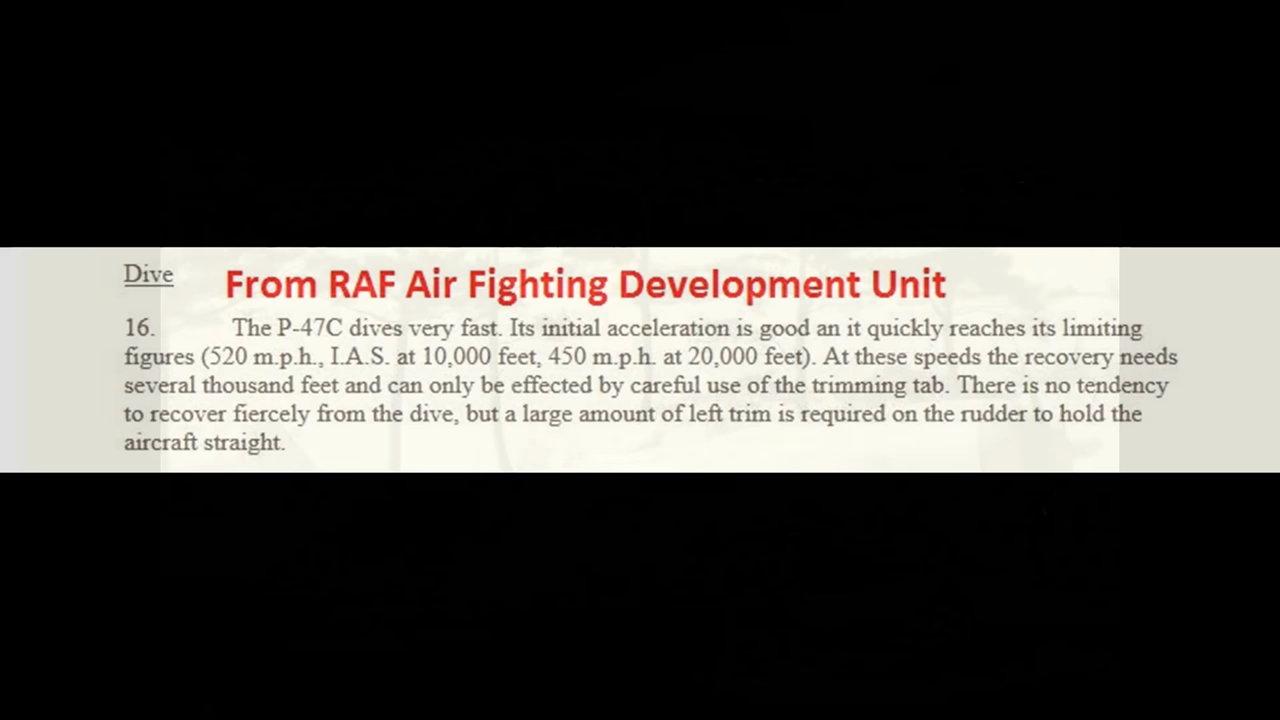 Dive
From RAF Air Fighting Development Unit
16. The P-47C dives very fast. Its initial acceleration is good an it quickly reaches its limiting
figures (520 m.p.h., I.A.S. at 10,000 feet, 450 m.p.h. at 20,000 feet). At these speeds the recovery needs
several thousand feet and can only be effected by careful use of the trimming tab. There is no tendency
to recover fiercely from the dive, but a large amount of left trim is required on the rudder to hold the
aircraft straight.